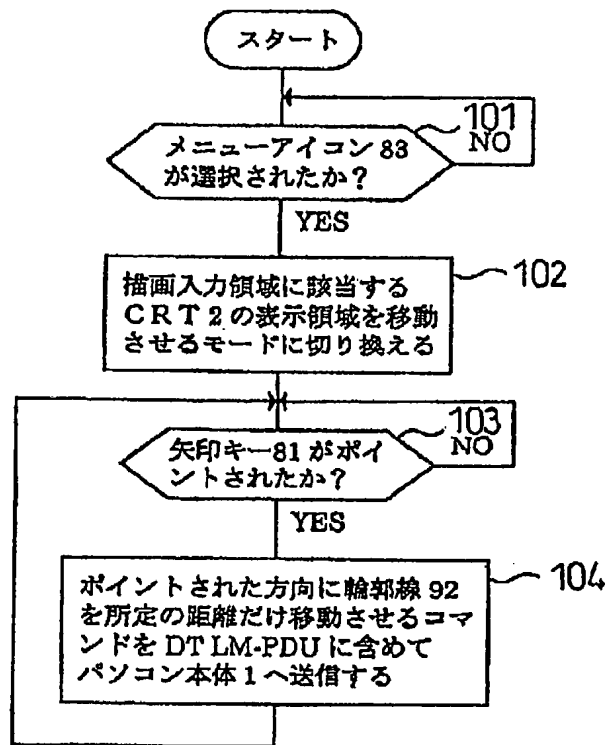 スタート
101
メニューアイコン 83
が選択されたか？
NO
YES
102
描画入力領域に該当する
ＣＲＴ２の表示領域を移動
させるモードに切り換える
103
矢印キー81 がポイ
ントされたか？
NO
YES
104
ポイントされた方向に輪郭線 92
を所定の距離だけ移動させるコマ
ンドを DT LM-PDU に含めて
パソコン本体１へ送信する